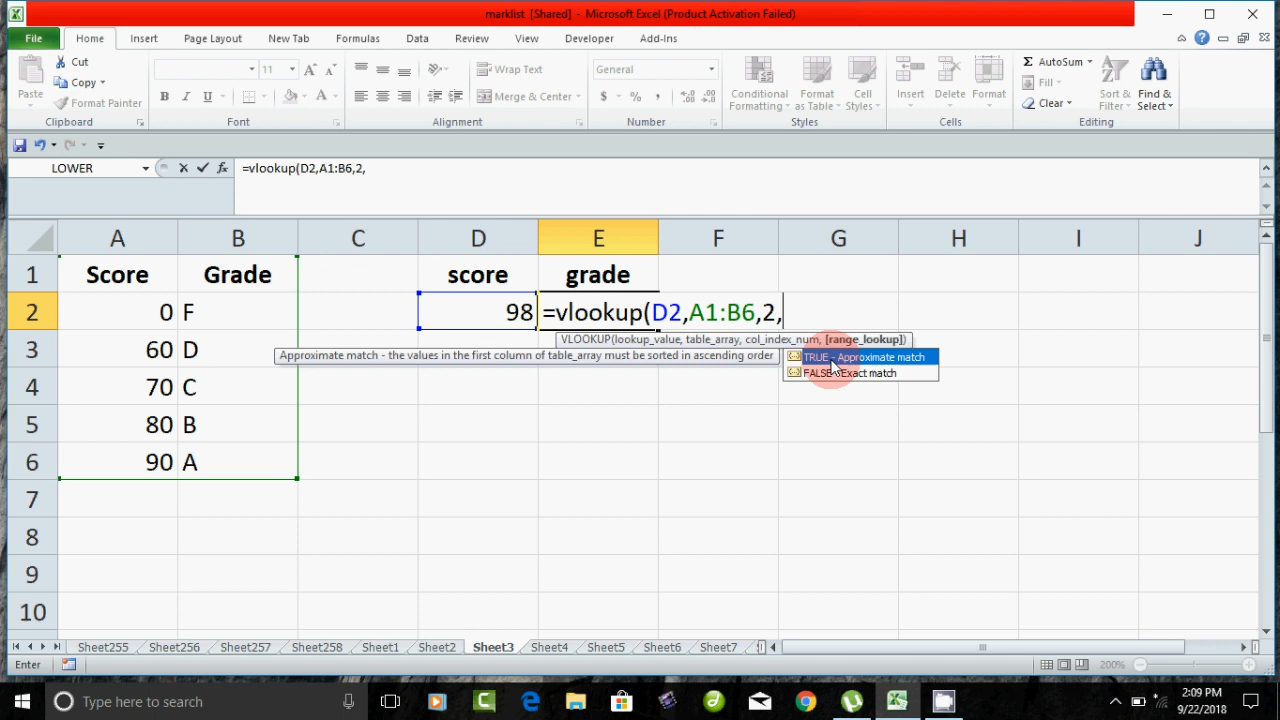 marklist [Shared] - Microsoft Excel (Product Activation Failed)
File Home Insert Page Layout New Tab Formulas Data Review View Developer Add-Ins
Paste
Cut
Copy
Format Painter
Clipboard
11
B I U
Font
Wrap Text
Merge & Center
Alignment
General
$ % ,
Number
Conditional Formatting
Format as Table
Cell Styles
Styles
Insert
Delete
Format
Cells
AutoSum
Fill
Clear
Sort & Filter
Find & Select
Editing
LOWER =vlookup(D2,A1:B6,2,
A B C D E F G H I J
1 Score Grade score grade
2 0 F 98 =vlookup(D2,A1:B6,2,
VLOOKUP(lookup_value, table_array, col_index_num, [range_lookup])
3 60 D
Approximate match - the values in the first column of table_array must be sorted in ascending order
TRUE - Approximate match
FALSE - Exact match
4 70 C
5 80 B
6 90 A
7
8
9
10
Sheet255 Sheet256 Sheet257 Sheet258 Sheet1 Sheet2 Sheet3 Sheet4 Sheet5 Sheet6 Sheet7
Enter 200%
Type here to search 2:09 PM
9/22/2018